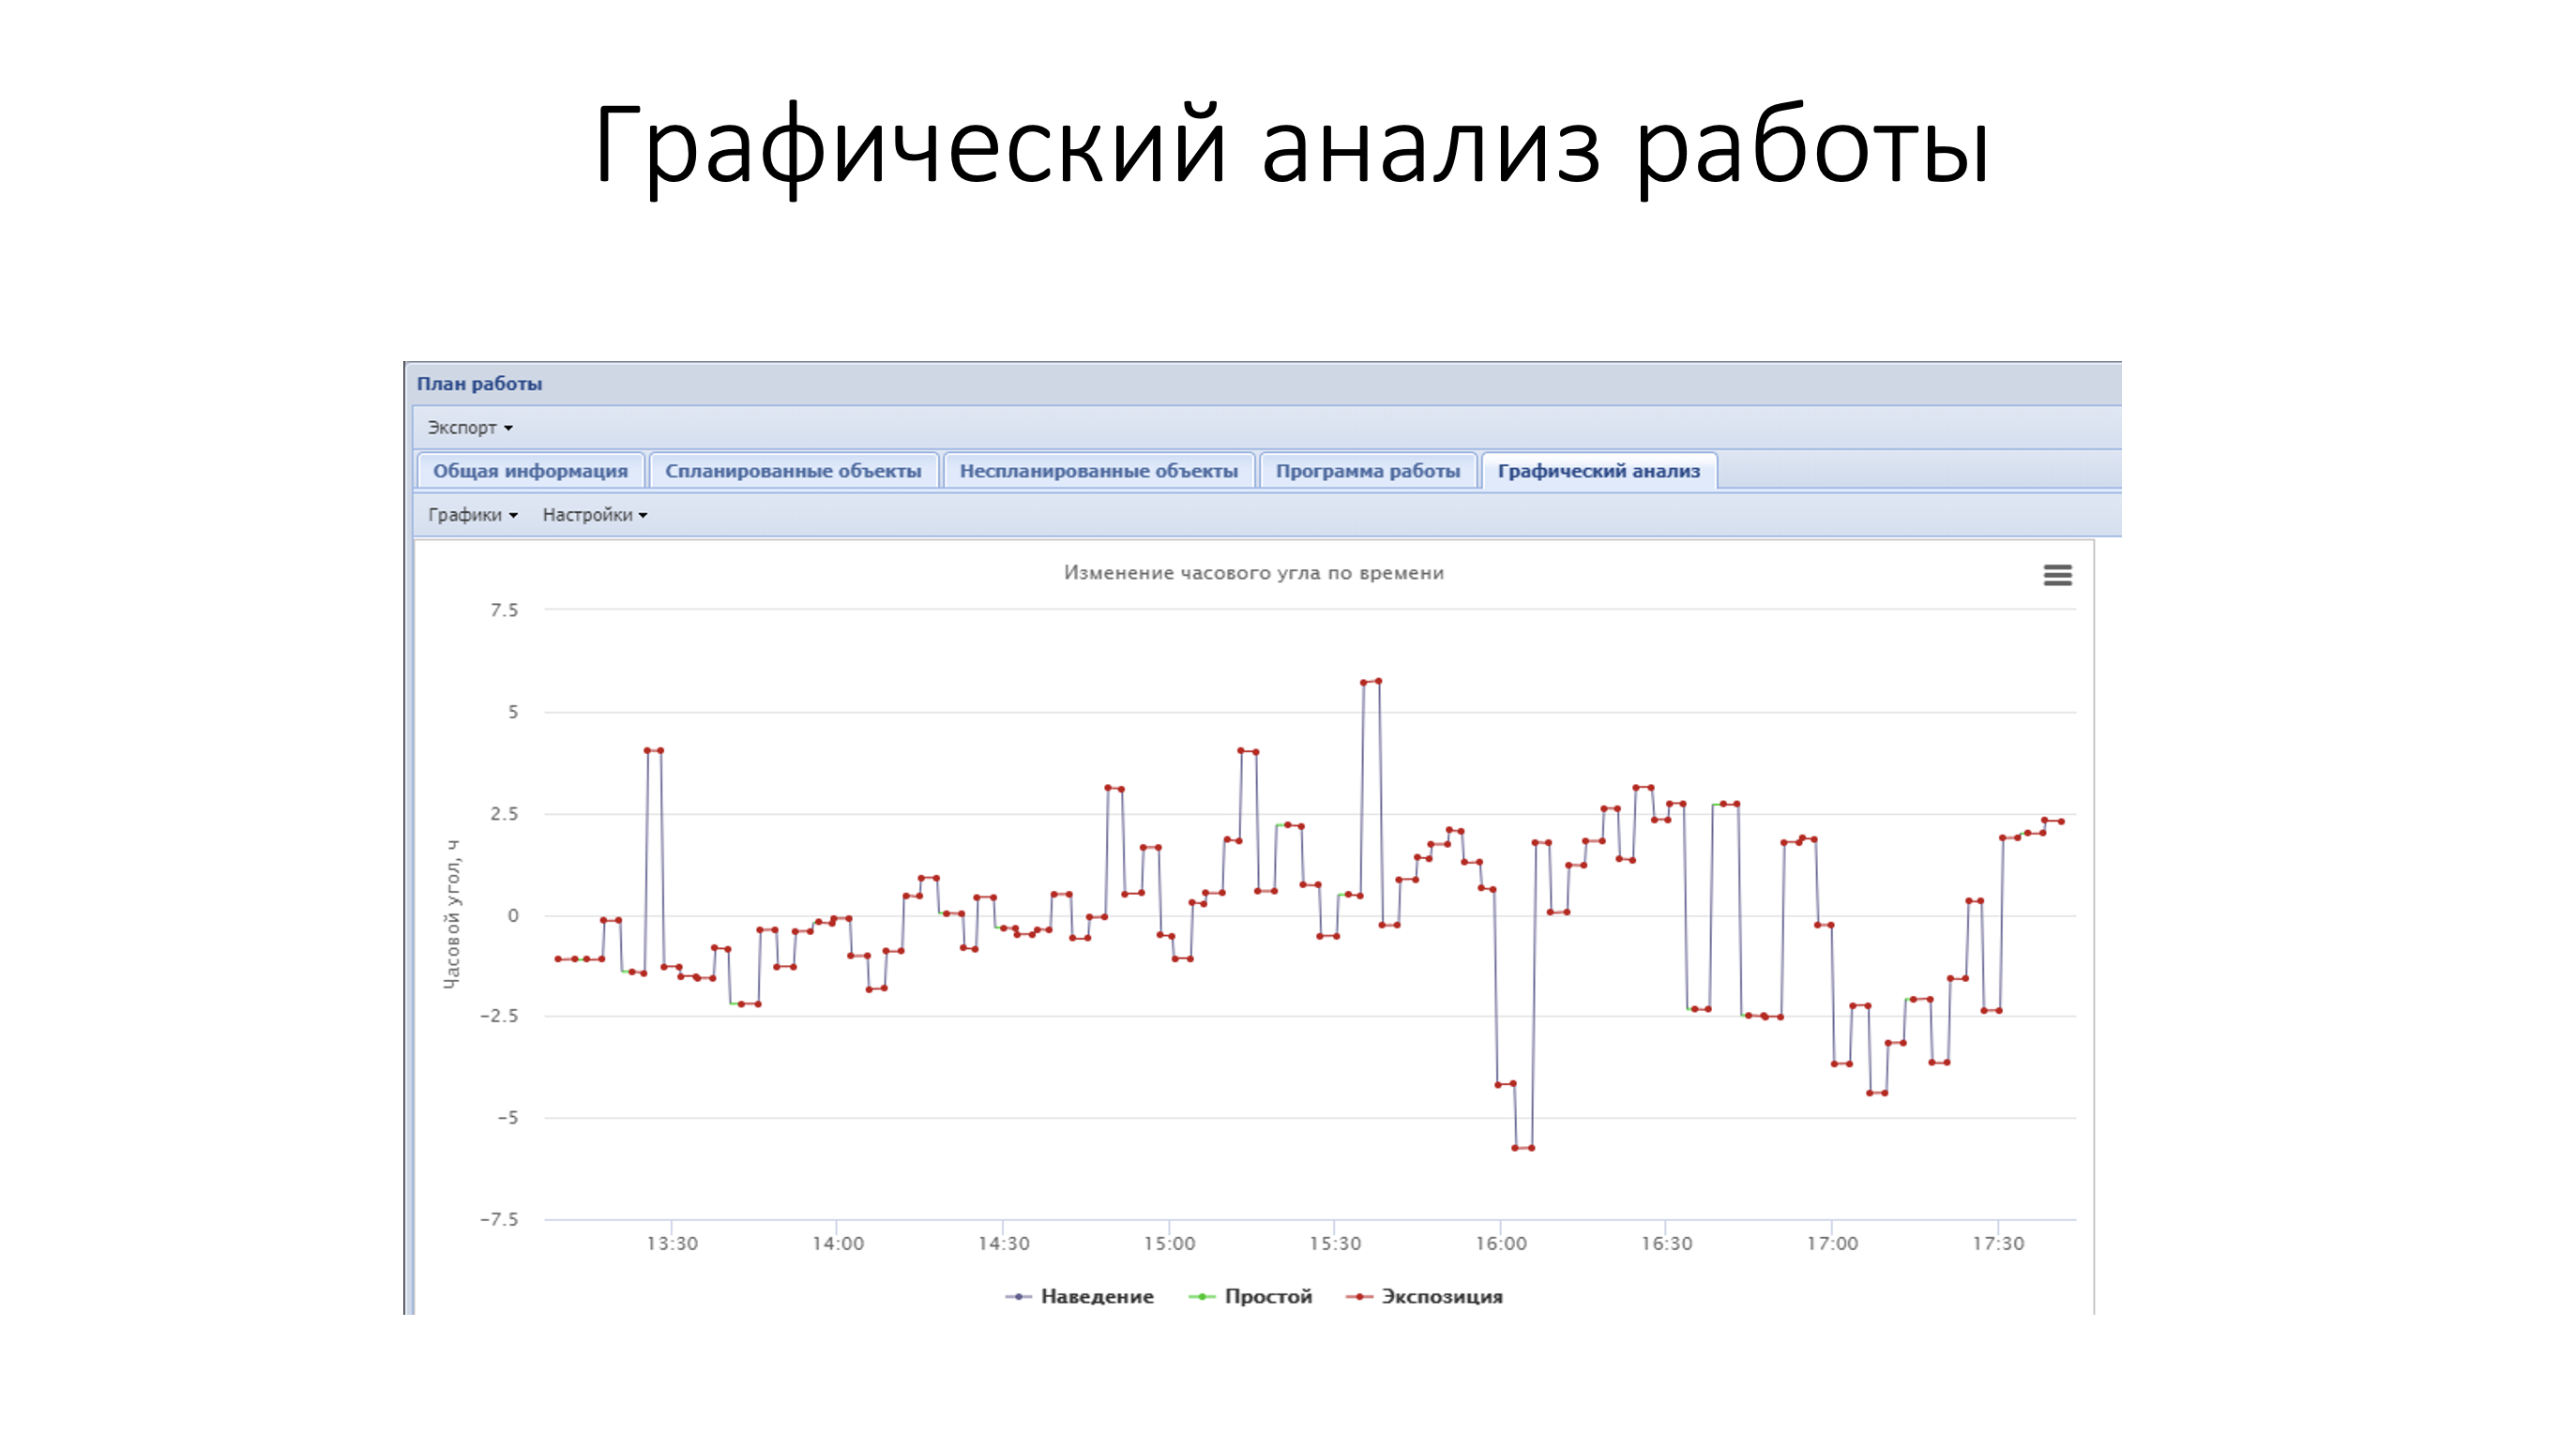 Графический анализ работы
План работы
Экспорт
Общая информация Спланированные объекты Неспланированные объекты Программа работы Графический анализ
Графики Настройки
Изменение часового угла по времени
7.5
5
2.5
0
−2.5
−5
−7.5
Часовой угол, ч
13:30 14:00 14:30 15:00 15:30 16:00 16:30 17:00 17:30
Наведение Простой Экспозиция